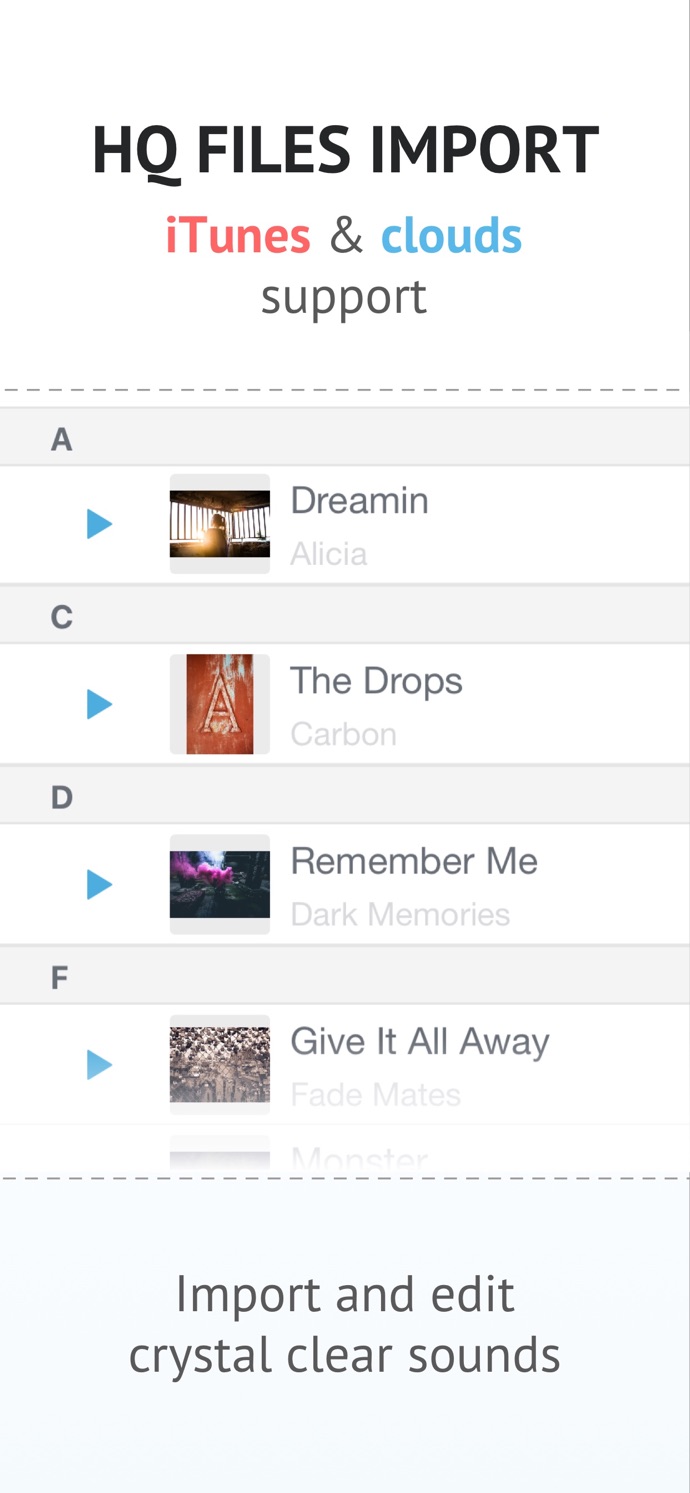 HQ FILES IMPORT
iTunes & clouds
support
A
Dreamin
Alicia
C
A
The Drops
Carbon
D
Remember Me
Dark Memories
F
Give It All Away
Fade Mates
Monster
Import and edit
crystal clear sounds